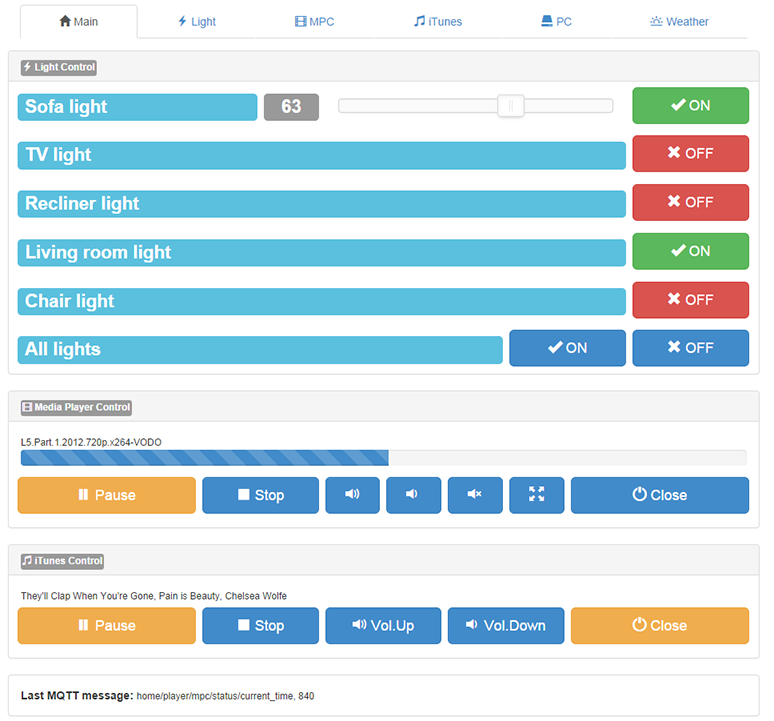 Main Light MPC iTunes PC Weather
Light Control
Sofa light 63 ON
TV light OFF
Recliner light OFF
Living room light ON
Chair light OFF
All lights ON OFF
Media Player Control
L5.Part.1.2012.720p.x264-VODO
Pause Stop Close
iTunes Control
They'll Clap When You're Gone, Pain is Beauty, Chelsea Wolfe
Pause Stop Vol.Up Vol.Down Close
Last MQTT message: home/player/mpc/status/current_time, 840